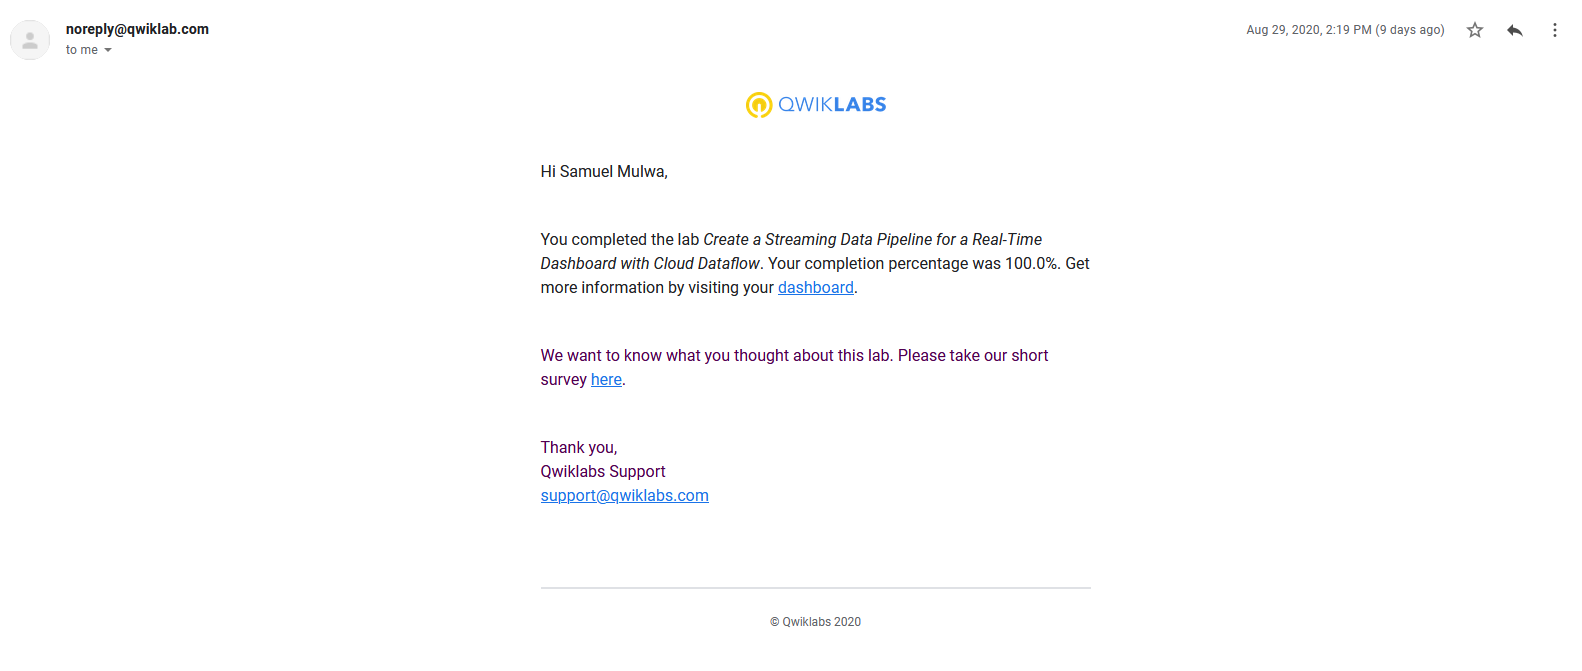 noreply@qwiklab.com
Aug 29, 2020, 2:19 PM (9 days ago)
to me
QWIKLABS
Hi Samuel Mulwa,
You completed the lab Create a Streaming Data Pipeline for a Real-Time
Dashboard with Cloud Dataflow. Your completion percentage was 100.0%. Get
more information by visiting your dashboard.
We want to know what you thought about this lab. Please take our short
survey here.
Thank you,
Qwiklabs Support
support@qwiklabs.com
© Qwiklabs 2020